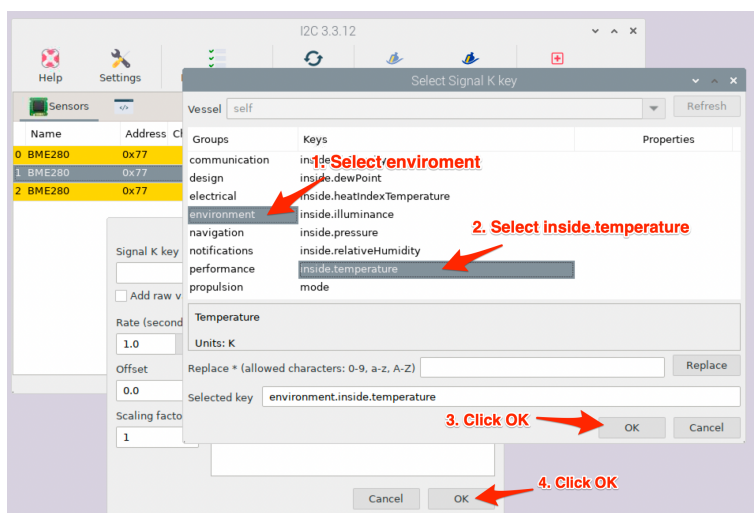 I2C 3.3.12
Help
Settings
Select Signal K key
Sensors
Vessel
self
Refresh
Name
Address
Groups
Keys
Properties
0 BME280 0x77
1 BME280 0x77
2 BME280 0x77
communication
1. Select enviroment
design
inside.dewPoint
electrical
inside.heatIndexTemperature
environment
inside.illuminance
navigation
inside.pressure
2. Select inside.temperature
notifications
inside.relativeHumidity
performance
inside.temperature
propulsion
mode
Signal K key
Add raw
Rate (second
1.0
Offset
0.0
Scaling facto
1
Temperature
Units: K
Replace * (allowed characters: 0-9, a-z, A-Z)
Replace
Selected key
environment.inside.temperature
3. Click OK
OK
Cancel
4. Click OK
Cancel
OK